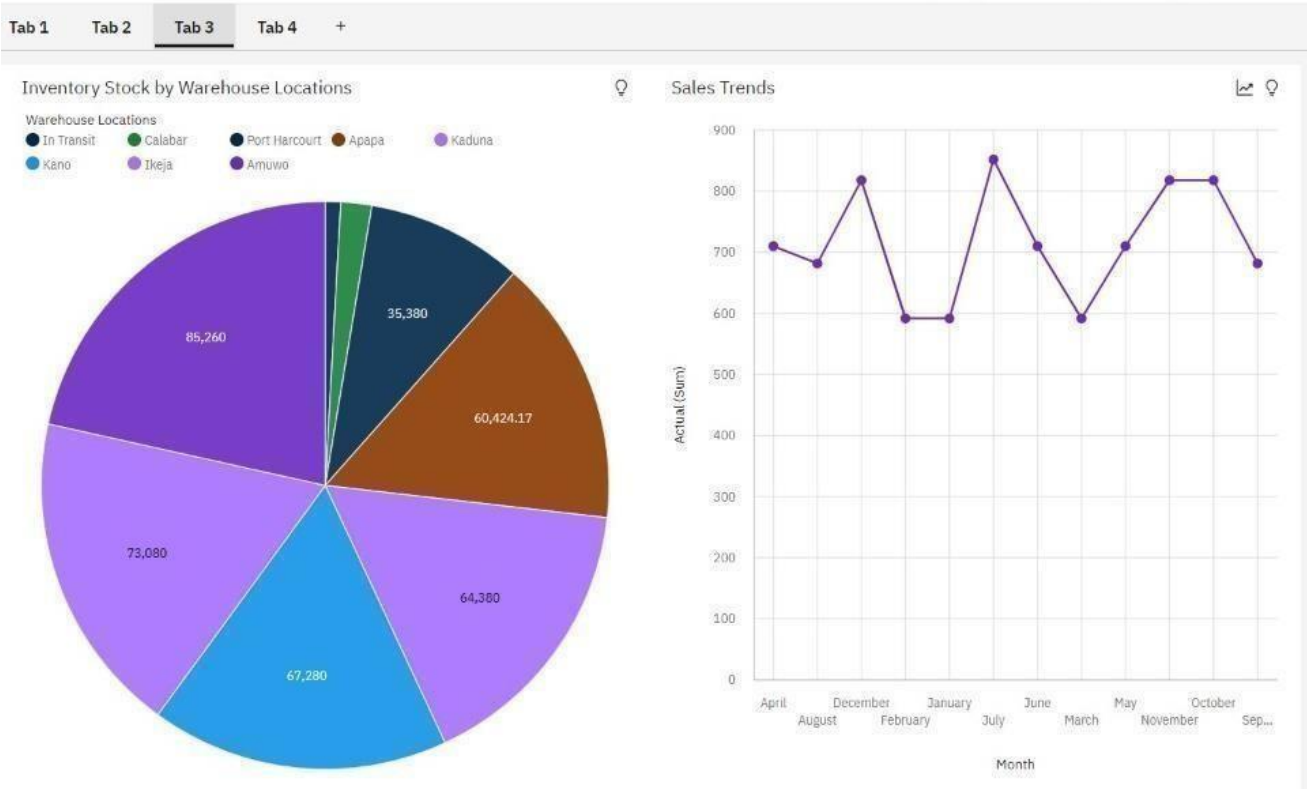 Tab 1 Tab 2 Tab 3 Tab 4 +
Inventory Stock by Warehouse Locations
Warehouse Locations
In Transit Calabar Port Harcourt Apapa Kaduna
Kano Ikeja Amuwo
35,380
85,260
60,424.17
73,080
64,380
67,280
Sales Trends
900
800
700
600
500
400
300
200
100
0
Actual (Sum)
April December January June May October
August February July March November Sep...
Month